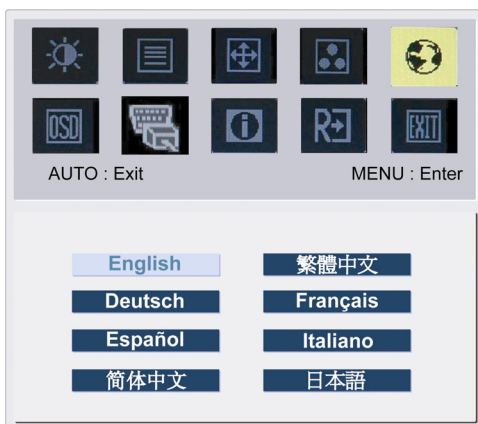 OSD
i
R
EXIT
AUTO : Exit
MENU : Enter
English
繁體中文
Deutsch
Français
Español
Italiano
简体中文
日本語